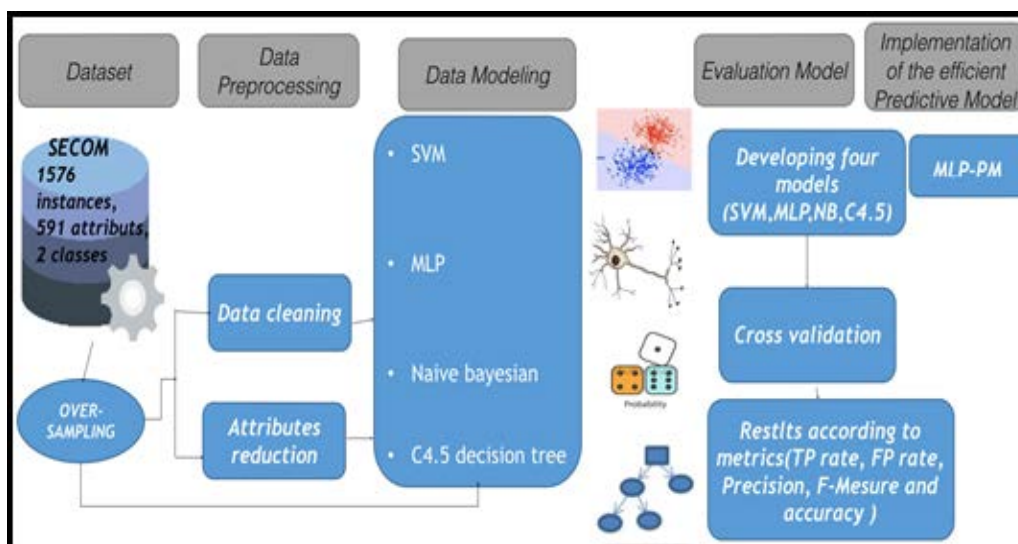 Dataset
Data
Preprocessing
Data Modeling
Evaluation Model
Implementation
of the efficient
Predictive Model
SECOM
1576
instances,
591 attributs,
2 classes
OVER-
SAMPLING
Data cleaning
Attributes
reduction
• SVM
• MLP
• Naive bayesian
• C4.5 decision tree
Probability
Developing four
models
(SVM,MLP,NB,C4.5)
MLP-PM
Cross validation
Restlts according to
metrics(TP rate, FP rate,
Precision, F-Mesure and
accuracy )